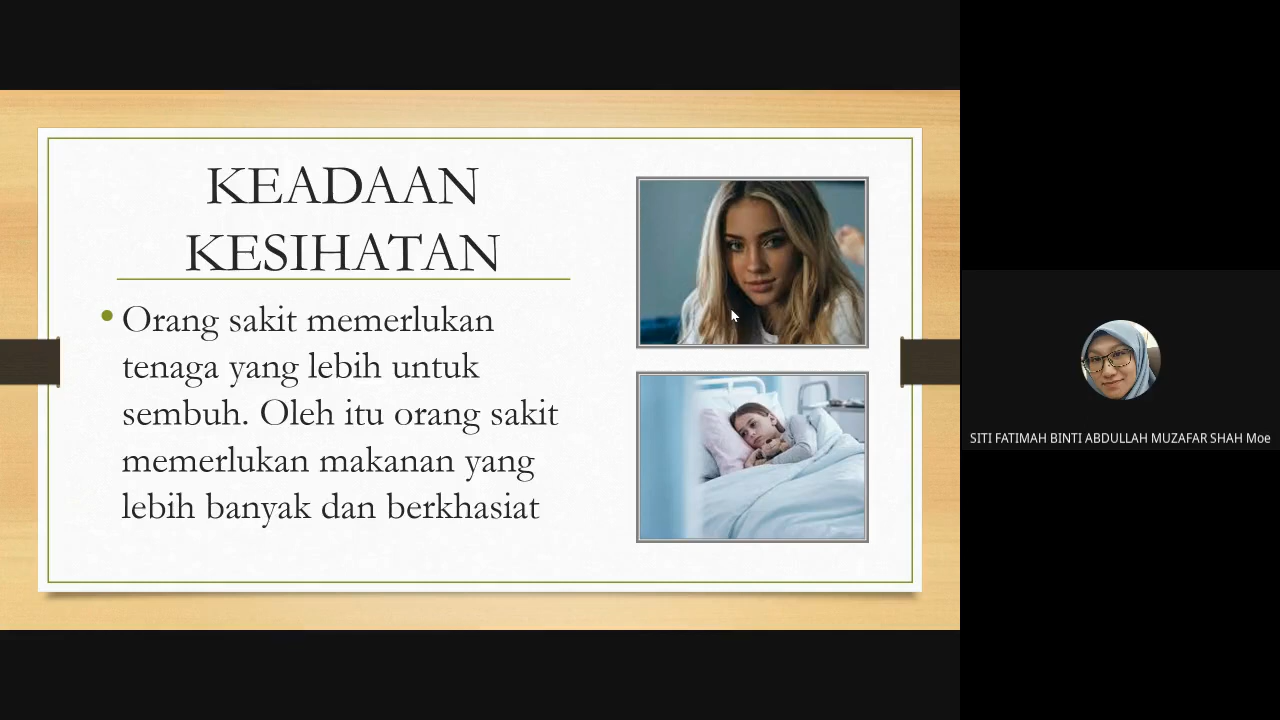 KEADAAN
KESIHATAN
• Orang sakit memerlukan
tenaga yang lebih untuk
sembuh. Oleh itu orang sakit
memerlukan makanan yang
lebih banyak dan berkhasiat
SITI FATIMAH BINTI ABDULLAH MUZAFAR SHAH Moe